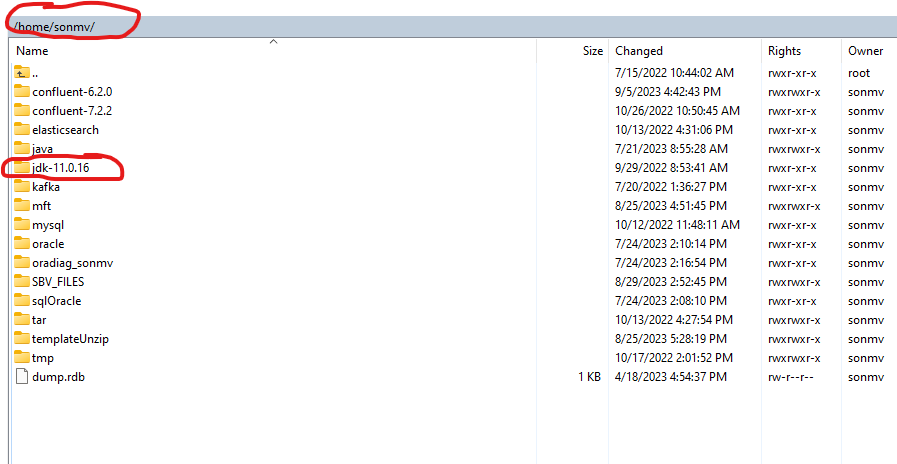 /home/sonmv/
Name Size Changed Rights Owner
.. 7/15/2022 10:44:02 AM rwxr-xr-x root
confluent-6.2.0 9/5/2023 4:42:43 PM rwxrwxr-x sonmv
confluent-7.2.2 10/26/2022 10:50:45 AM rwxrwxr-x sonmv
elasticsearch 10/13/2022 4:31:06 PM rwxrwxr-x sonmv
java 7/21/2023 8:55:28 AM rwxrwxr-x sonmv
jdk-11.0.16 9/29/2022 8:53:41 AM rwxr-xr-x sonmv
kafka 7/20/2022 1:36:27 PM rwxr-xr-x sonmv
mft 8/25/2023 4:51:45 PM rwxrwxr-x sonmv
mysql 10/12/2022 11:48:11 AM rwxr-xr-x sonmv
oracle 7/24/2023 2:10:14 PM rwxr-xr-x sonmv
oradiag_sonmv 7/24/2023 2:16:54 PM rwxr-xr-x sonmv
SBV_FILES 8/29/2023 2:52:45 PM rwxrwxr-x sonmv
sqlOracle 7/24/2023 2:08:10 PM rwxr-xr-x sonmv
tar 10/13/2022 4:27:54 PM rwxrwxr-x sonmv
templateUnzip 8/25/2023 5:28:19 PM rwxrwxr-x sonmv
tmp 10/17/2022 2:01:52 PM rwxrwxr-x sonmv
dump.rdb 1 KB 4/18/2023 4:54:37 PM rw-r--r-- sonmv